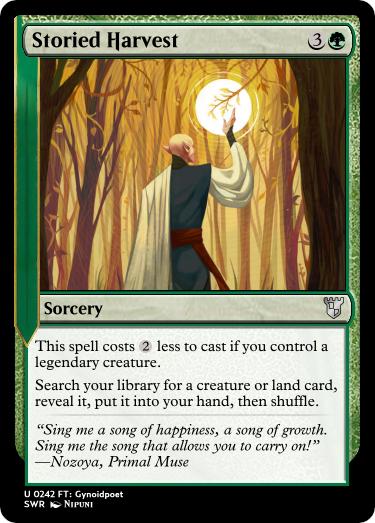 Storied Harvest 3
Sorcery
This spell costs 2 less to cast if you control a
legendary creature.
Search your library for a creature or land card,
reveal it, put it into your hand, then shuffle.
“Sing me a song of happiness, a song of growth.
Sing me the song that allows you to carry on!”
—Nozoya, Primal Muse
U 0242 FT: Gynoidpoet
SWR Nipuni